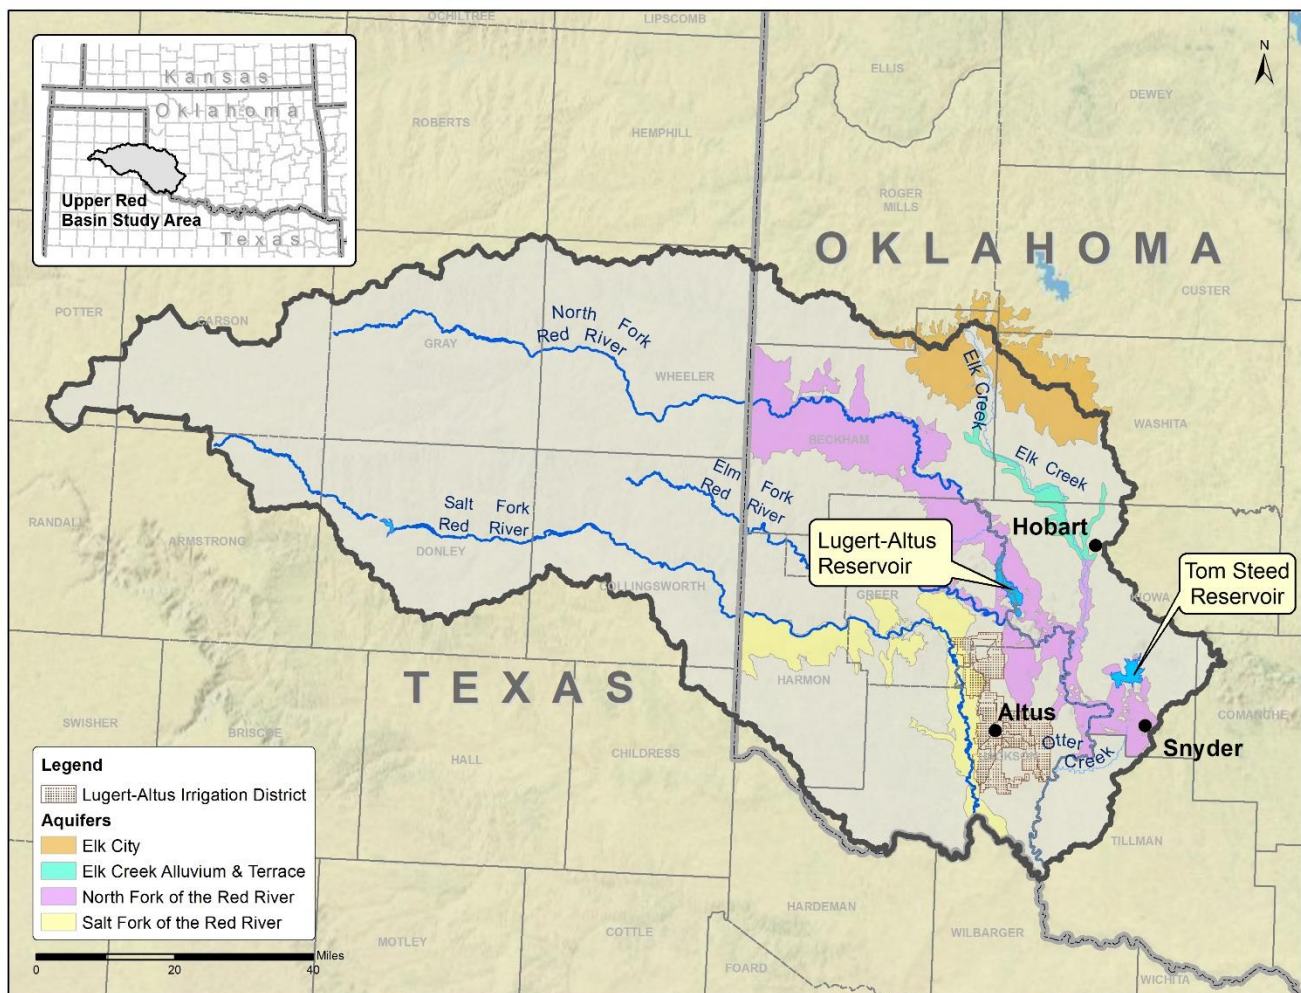 OCHILTREE
LIPSCOMB
N
Kansas
Oklahoma
Upper Red
Basin Study Area
Texas
ELLIS
DEWEY
ROBERTS
HEMPHILL
ROGER
MILLS
OKLAHOMA
CUSTER
POTTER
CARSON
GRAY
North Fork
Red River
WHEELER
Elk Creek
BECKHAM
WASHITA
Elk Creek
Elm Fork
Red River
Salt Fork
Red River
RANDALL
ARMSTRONG
DONLEY
COLLINGSWORTH
Lugert-Altus
Reservoir
Hobart
Tom Steed
Reservoir
GREER
KIOWA
TEXAS
HARMON
Altus
Otter
Creek
JACKSON
Snyder
COMANCHE
SWISHER
BRISCOE
HALL
CHILDRESS
TILLMAN
Legend
Lugert-Altus Irrigation District
Aquifers
Elk City
Elk Creek Alluvium & Terrace
North Fork of the Red River
Salt Fork of the Red River
HARDEMAN
WILBARGER
MOTLEY
COTTLE
FOARD
WICHITA
0 20 40 Miles